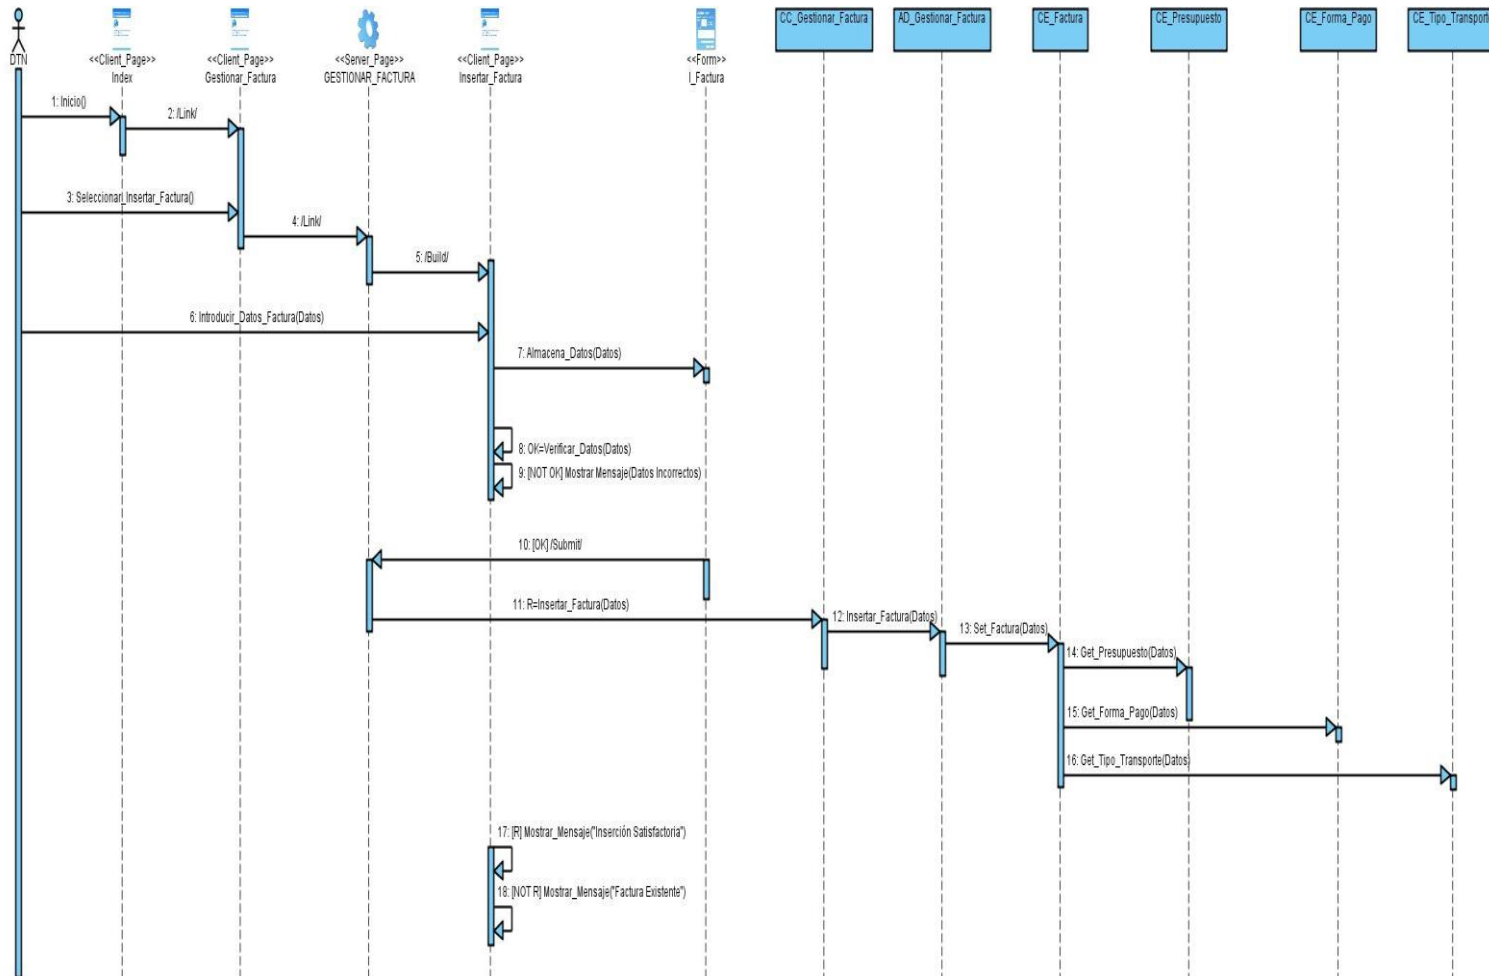 CC_Gestionar_Factura
AD_Gestionar_Factura
CE_Factura
CE_Presupuesto
CE_Forma_Pago
CE_Tipo_Transporte
DTN
<<Client_Page>>
Index
<<Client_Page>>
Gestionar_Factura
<<Server_Page>>
GESTIONAR_FACTURA
<<Client_Page>>
Insertar_Factura
<<Form>>
I_Factura
1: Inicio()
2: /Link/
3: Seleccionar_Insertar_Factura()
4: /Link/
5: /Build/
6: Introducir_Datos_Factura(Datos)
7: Almacena_Datos(Datos)
8: OK=Verificar_Datos(Datos)
9: [NOT OK] Mostrar Mensaje(Datos Incorrectos)
10: [OK] /Submit/
11: R=Insertar_Factura(Datos)
12: Insertar_Factura(Datos)
13: Set_Factura(Datos)
14: Get_Presupuesto(Datos)
15: Get_Forma_Pago(Datos)
16: Get_Tipo_Transporte(Datos)
17: [R] Mostrar_Mensaje("Inserción Satisfactoria")
18: [NOT R] Mostrar_Mensaje("Factura Existente")